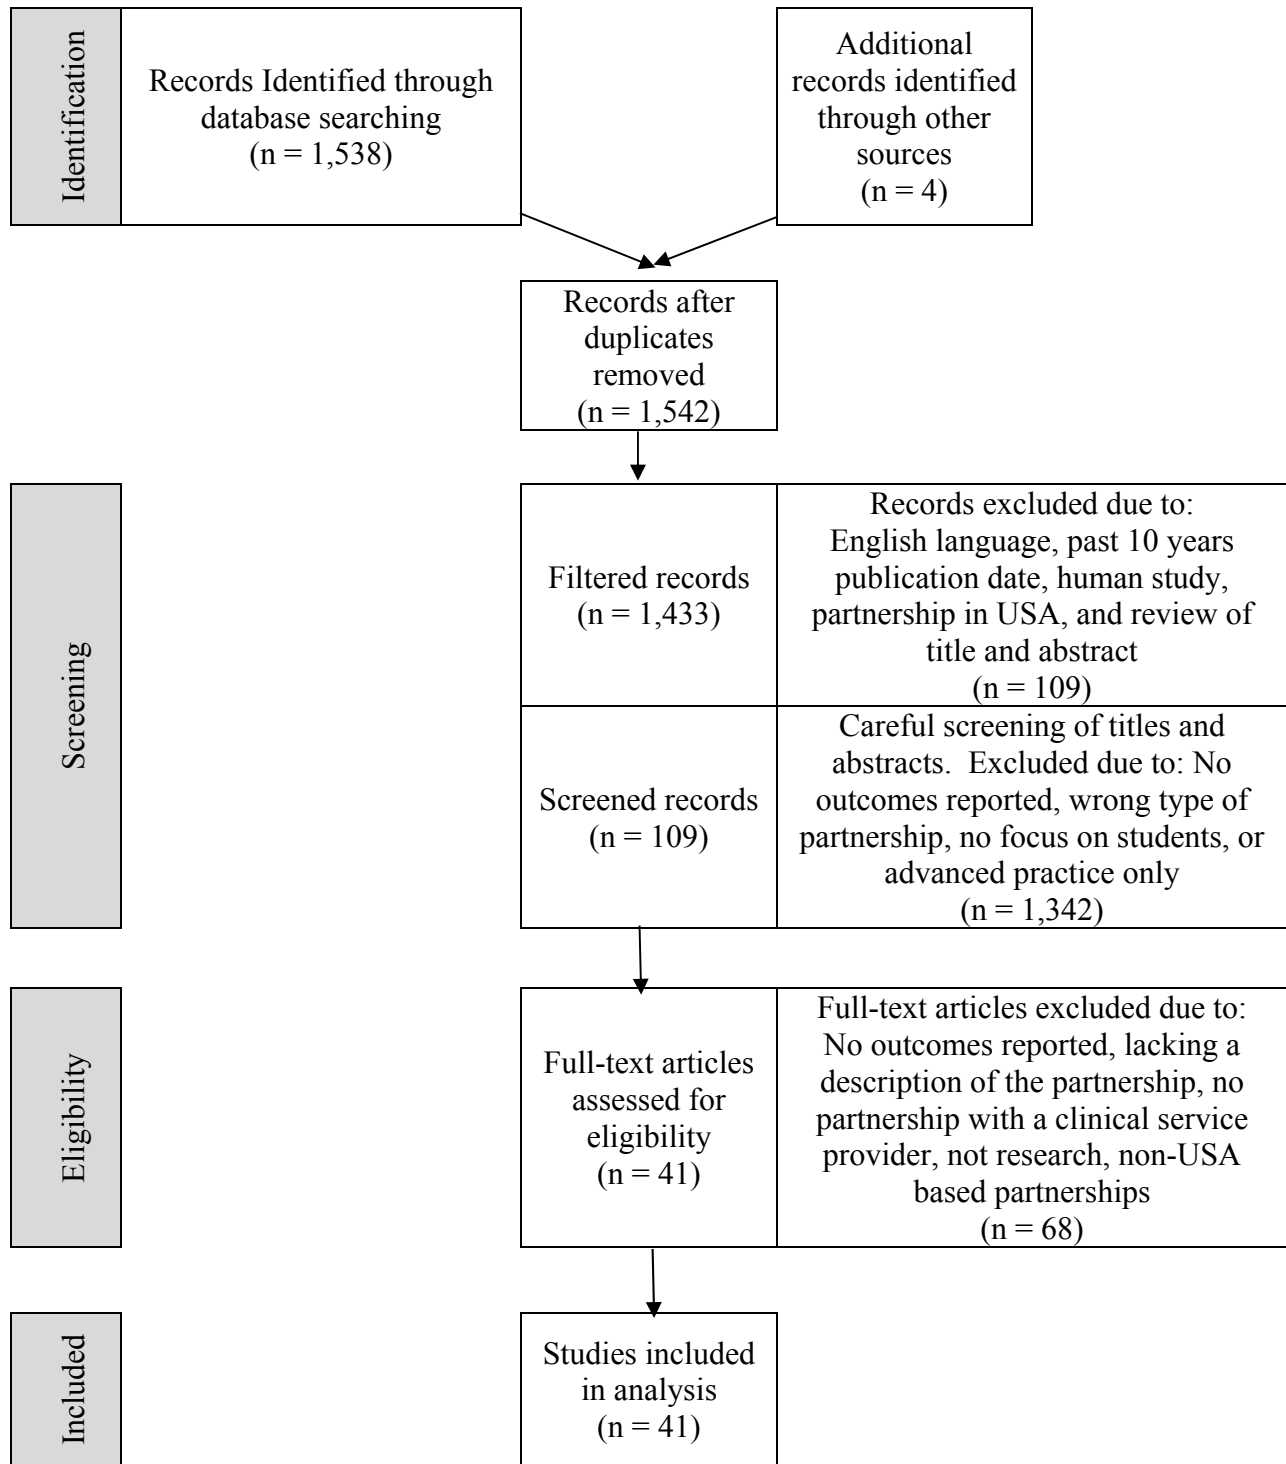 Identification
Records Identified through
database searching
(n = 1,538)
Additional
records identified
through other
sources
(n = 4)
Records after
duplicates
removed
(n = 1,542)
Screening
Filtered records
(n = 1,433)
Records excluded due to:
English language, past 10 years
publication date, human study,
partnership in USA, and review of
title and abstract
(n = 109)
Screened records
(n = 109)
Careful screening of titles and
abstracts.  Excluded due to: No
outcomes reported, wrong type of
partnership, no focus on students, or
advanced practice only
(n = 1,342)
Eligibility
Full-text articles
assessed for
eligibility
(n = 41)
Full-text articles excluded due to:
No outcomes reported, lacking a
description of the partnership, no
partnership with a clinical service
provider, not research, non-USA
based partnerships
(n = 68)
Included
Studies included
in analysis
(n = 41)